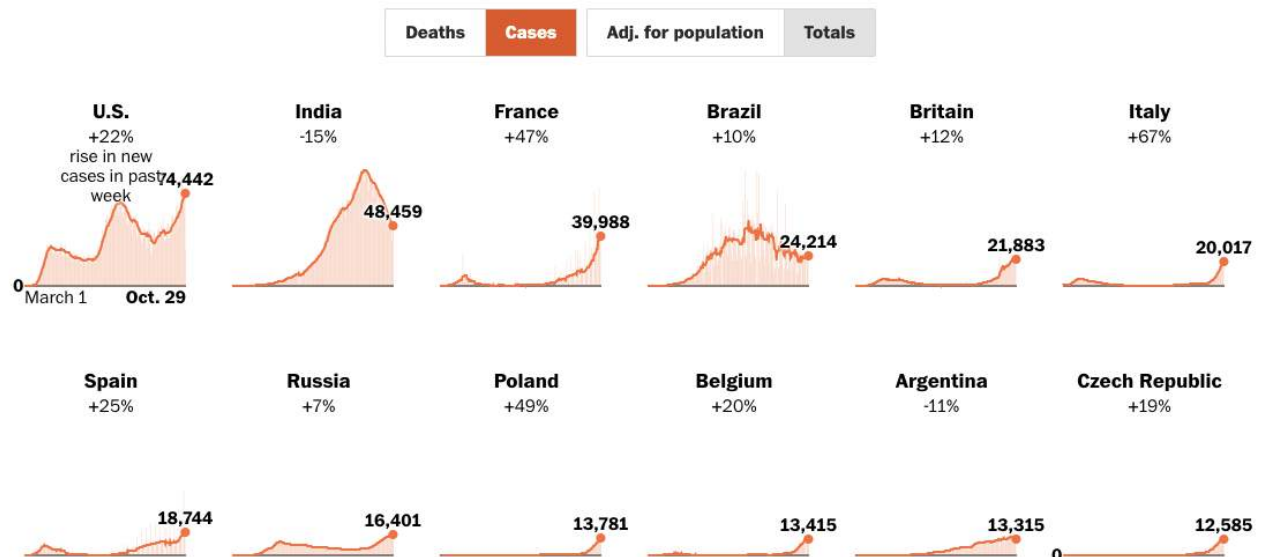 Deaths Cases Adj. for population Totals
U.S. India France Brazil Britain Italy
+22% -15% +47% +10% +12% +67%
rise in new
cases in past
week
74,442
48,459
39,988
24,214
21,883
20,017
0
March 1 Oct. 29
Spain Russia Poland Belgium Argentina Czech Republic
+25% +7% +49% +20% -11% +19%
18,744 16,401 13,781 13,415 13,315 12,585
0